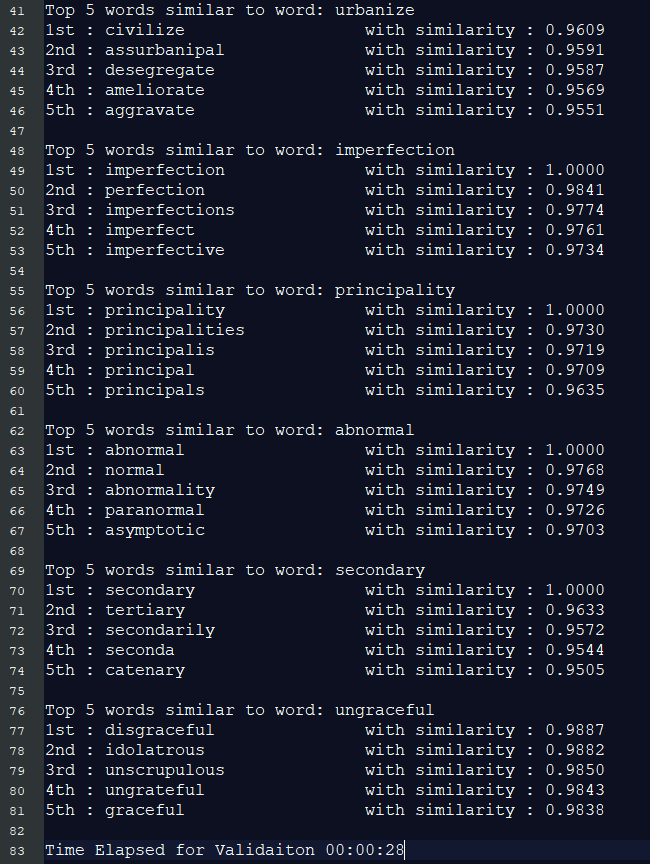 41 Top 5 words similar to word: urbanize
42 1st : civilize with similarity : 0.9609
43 2nd : assurbanipal with similarity : 0.9591
44 3rd : desegregate with similarity : 0.9587
45 4th : ameliorate with similarity : 0.9569
46 5th : aggravate with similarity : 0.9551
47
48 Top 5 words similar to word: imperfection
49 1st : imperfection with similarity : 1.0000
50 2nd : perfection with similarity : 0.9841
51 3rd : imperfections with similarity : 0.9774
52 4th : imperfect with similarity : 0.9761
53 5th : imperfective with similarity : 0.9734
54
55 Top 5 words similar to word: principality
56 1st : principality with similarity : 1.0000
57 2nd : principalities with similarity : 0.9730
58 3rd : principalis with similarity : 0.9719
59 4th : principal with similarity : 0.9709
60 5th : principals with similarity : 0.9635
61
62 Top 5 words similar to word: abnormal
63 1st : abnormal with similarity : 1.0000
64 2nd : normal with similarity : 0.9768
65 3rd : abnormality with similarity : 0.9749
66 4th : paranormal with similarity : 0.9726
67 5th : asymptotic with similarity : 0.9703
68
69 Top 5 words similar to word: secondary
70 1st : secondary with similarity : 1.0000
71 2nd : tertiary with similarity : 0.9633
72 3rd : secondarily with similarity : 0.9572
73 4th : seconda with similarity : 0.9544
74 5th : catenary with similarity : 0.9505
75
76 Top 5 words similar to word: ungraceful
77 1st : disgraceful with similarity : 0.9887
78 2nd : idolatrous with similarity : 0.9882
79 3rd : unscrupulous with similarity : 0.9850
80 4th : ungrateful with similarity : 0.9843
81 5th : graceful with similarity : 0.9838
82
83 Time Elapsed for Validaiton 00:00:28